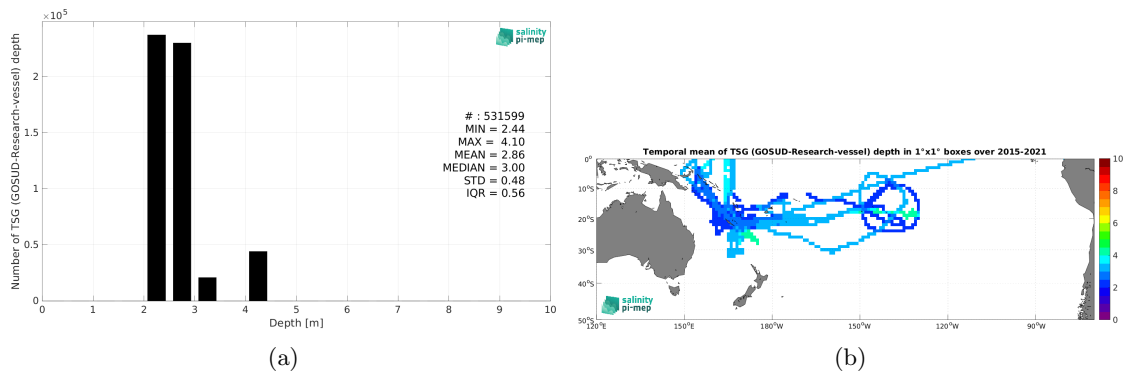 ×10⁵
salinity
pi-mep
Number of TSG (GOSUD-Research-vessel) depth
2
1.5
1
0.5
0
# : 531599
MIN = 2.44
MAX = 4.10
MEAN = 2.86
MEDIAN = 3.00
STD = 0.48
IQR = 0.56
0 1 2 3 4 5 6 7 8 9 10
Depth [m]
(a)
Temporal mean of TSG (GOSUD-Research-vessel) depth in 1°x1° boxes over 2015-2021
0°
10°S
20°S
30°S
40°S
50°S
salinity
pi-mep
120°E 150°E 180°W 150°W 120°W 90°W
10
8
6
4
2
0
(b)